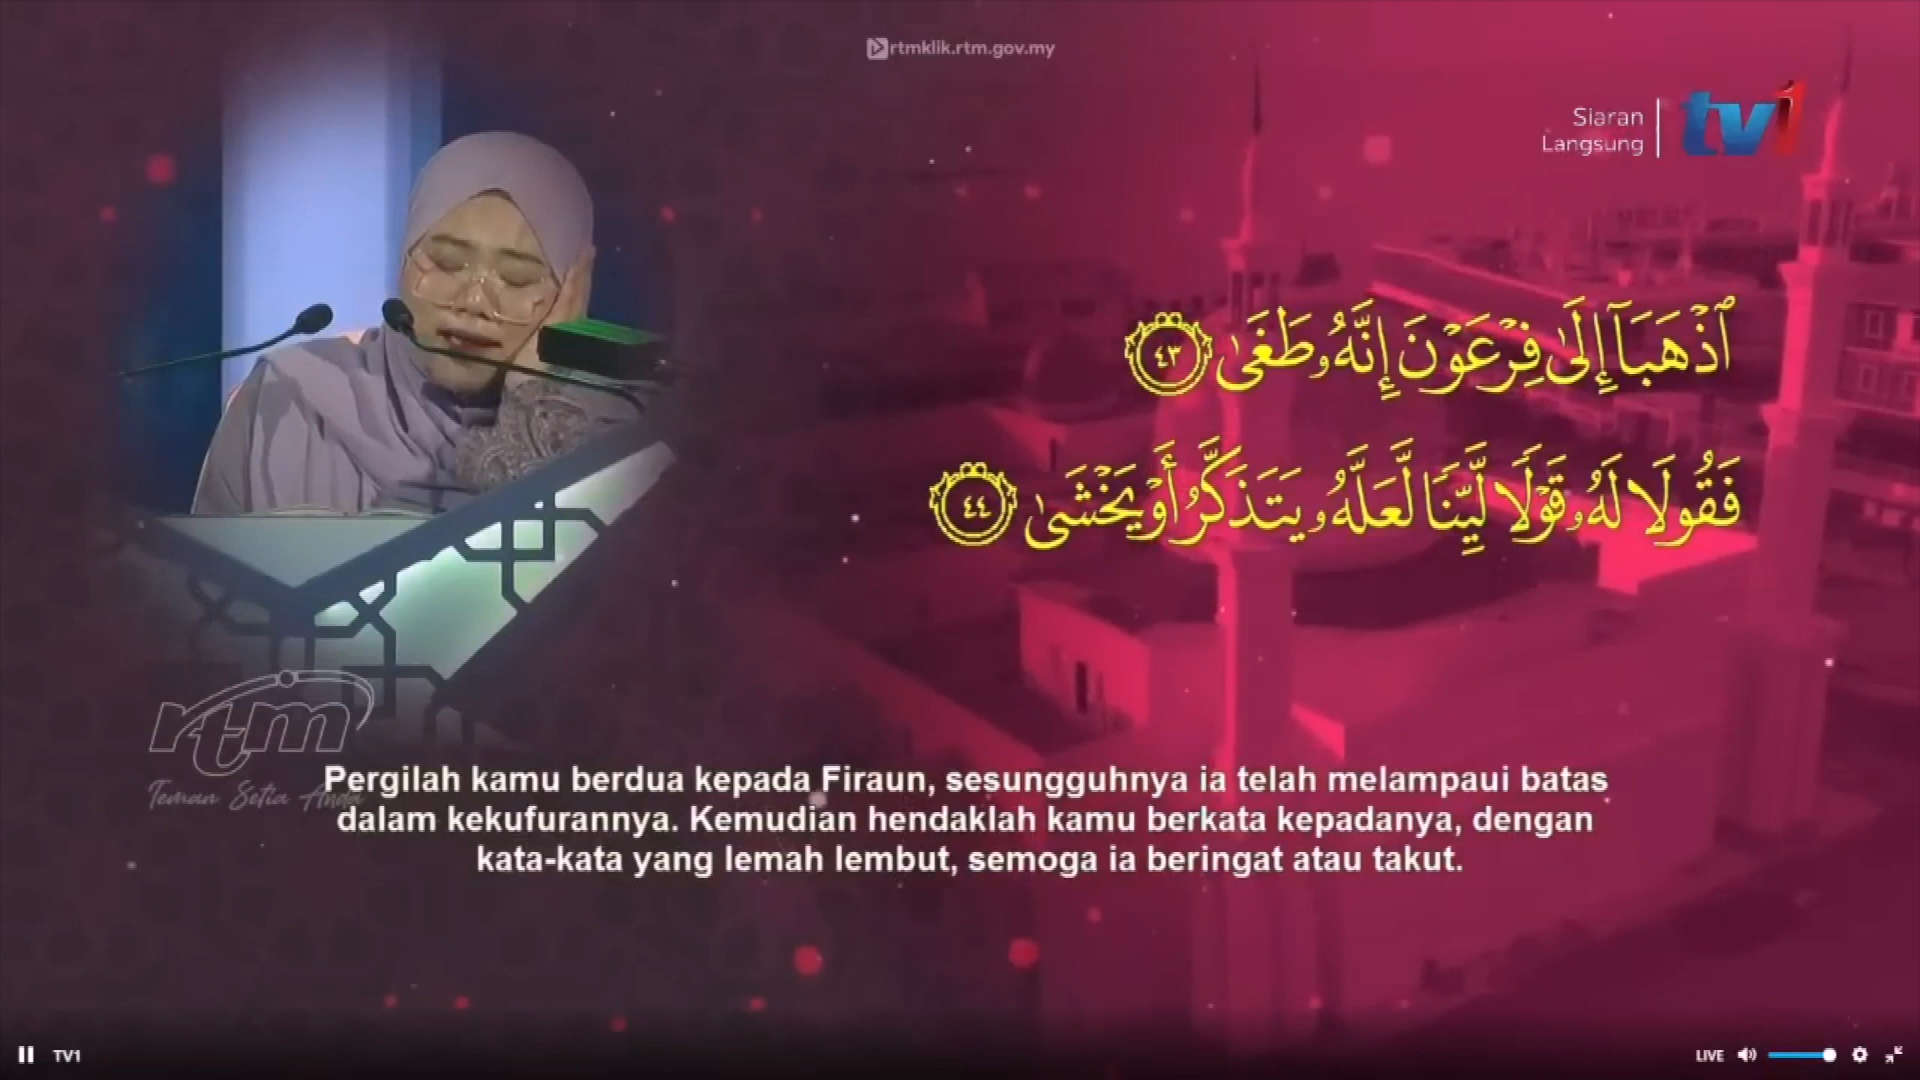 rtmklik.rtm.gov.my
Siaran
Langsung
tv1
ٱذْهَبَآ إِلَىٰ فِرْعَوْنَ إِنَّهُۥ طَغَىٰ ٤٣
فَقُولَا لَهُۥ قَوْلًا لَّيِّنًا لَّعَلَّهُۥ يَتَذَكَّرُ أَوْ يَخْشَىٰ ٤٤
rtm
Teman Setia Anda
Pergilah kamu berdua kepada Firaun, sesungguhnya ia telah melampaui batas
dalam kekufurannya. Kemudian hendaklah kamu berkata kepadanya, dengan
kata-kata yang lemah lembut, semoga ia beringat atau takut.
TV1
LIVE